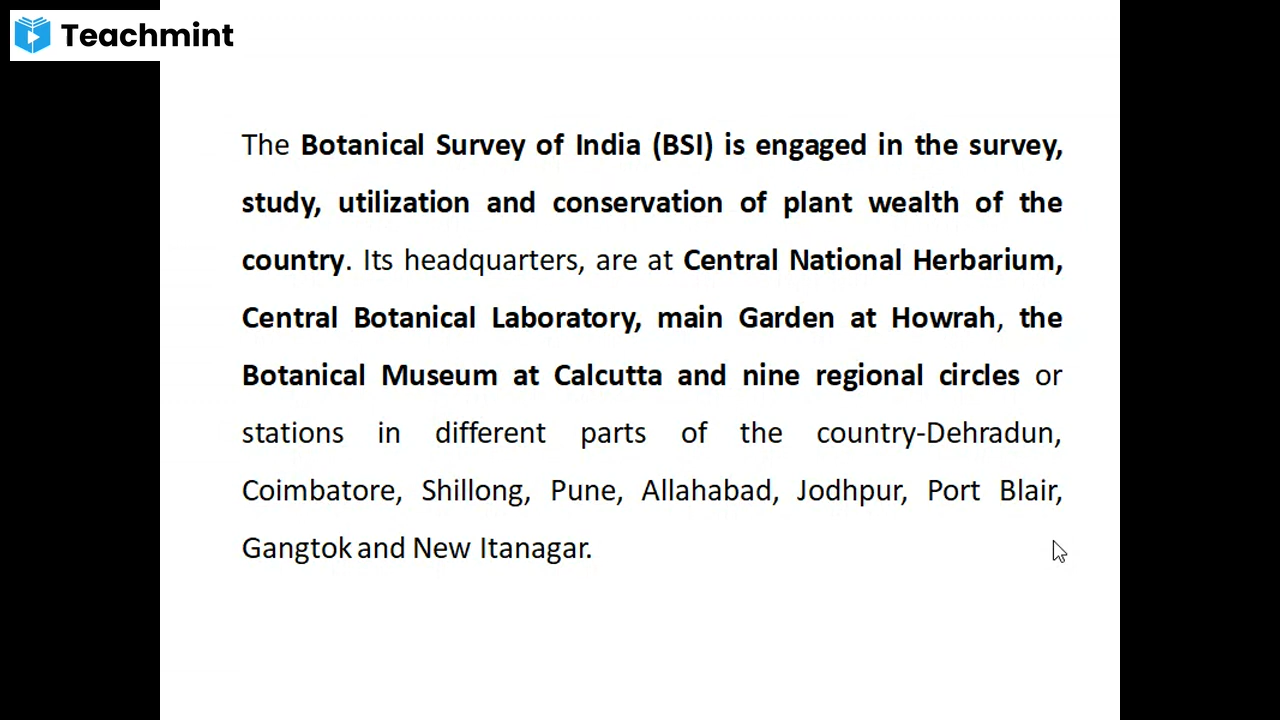 Teachmint
The Botanical Survey of India (BSI) is engaged in the survey,
study, utilization and conservation of plant wealth of the
country. Its headquarters, are at Central National Herbarium,
Central Botanical Laboratory, main Garden at Howrah, the
Botanical Museum at Calcutta and nine regional circles or
stations in different parts of the country-Dehradun,
Coimbatore, Shillong, Pune, Allahabad, Jodhpur, Port Blair,
Gangtok and New Itanagar.